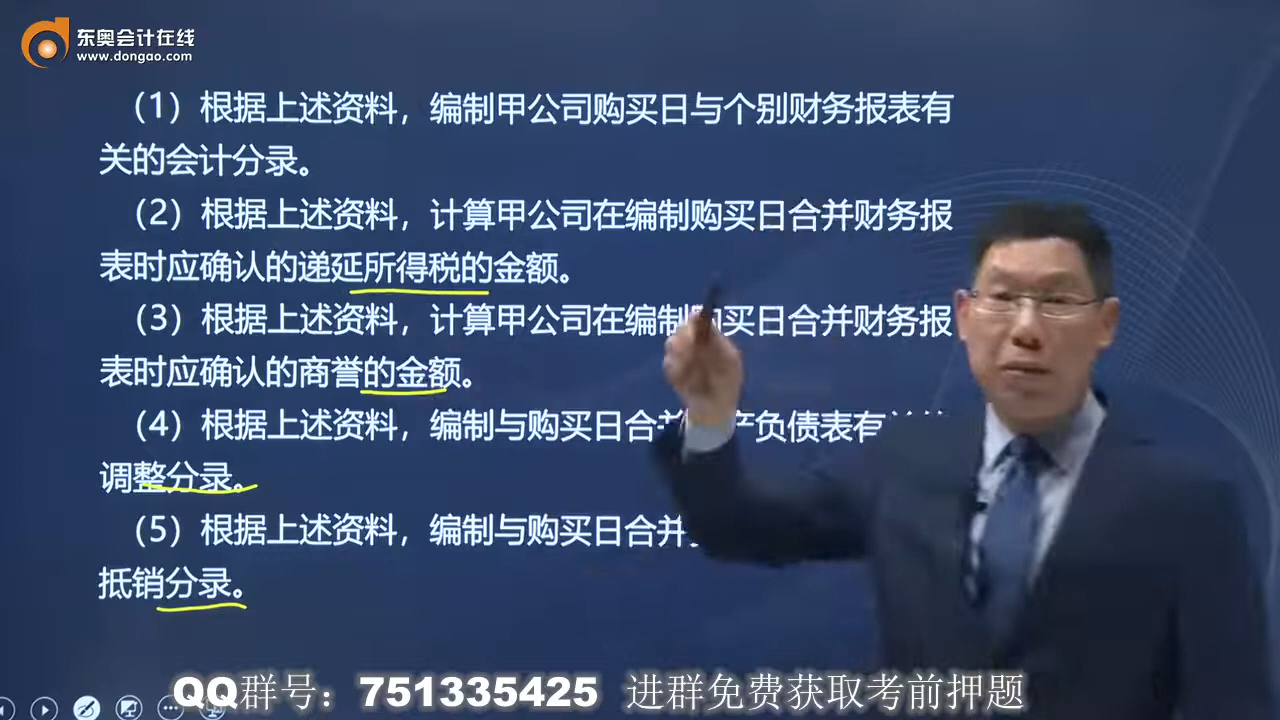 东奥会计在线
www.dongao.com
（1）根据上述资料，编制甲公司购买日与个别财务报表有
关的会计分录。
（2）根据上述资料，计算甲公司在编制购买日合并财务报
表时应确认的递延所得税的金额。
（3）根据上述资料，计算甲公司在编制购买日合并财务报
表时应确认的商誉的金额。
（4）根据上述资料，编制与购买日合并 产负债表有
调整分录。
（5）根据上述资料，编制与购买日合并
抵销分录。
QQ群号：751335425 进群免费获取考前押题